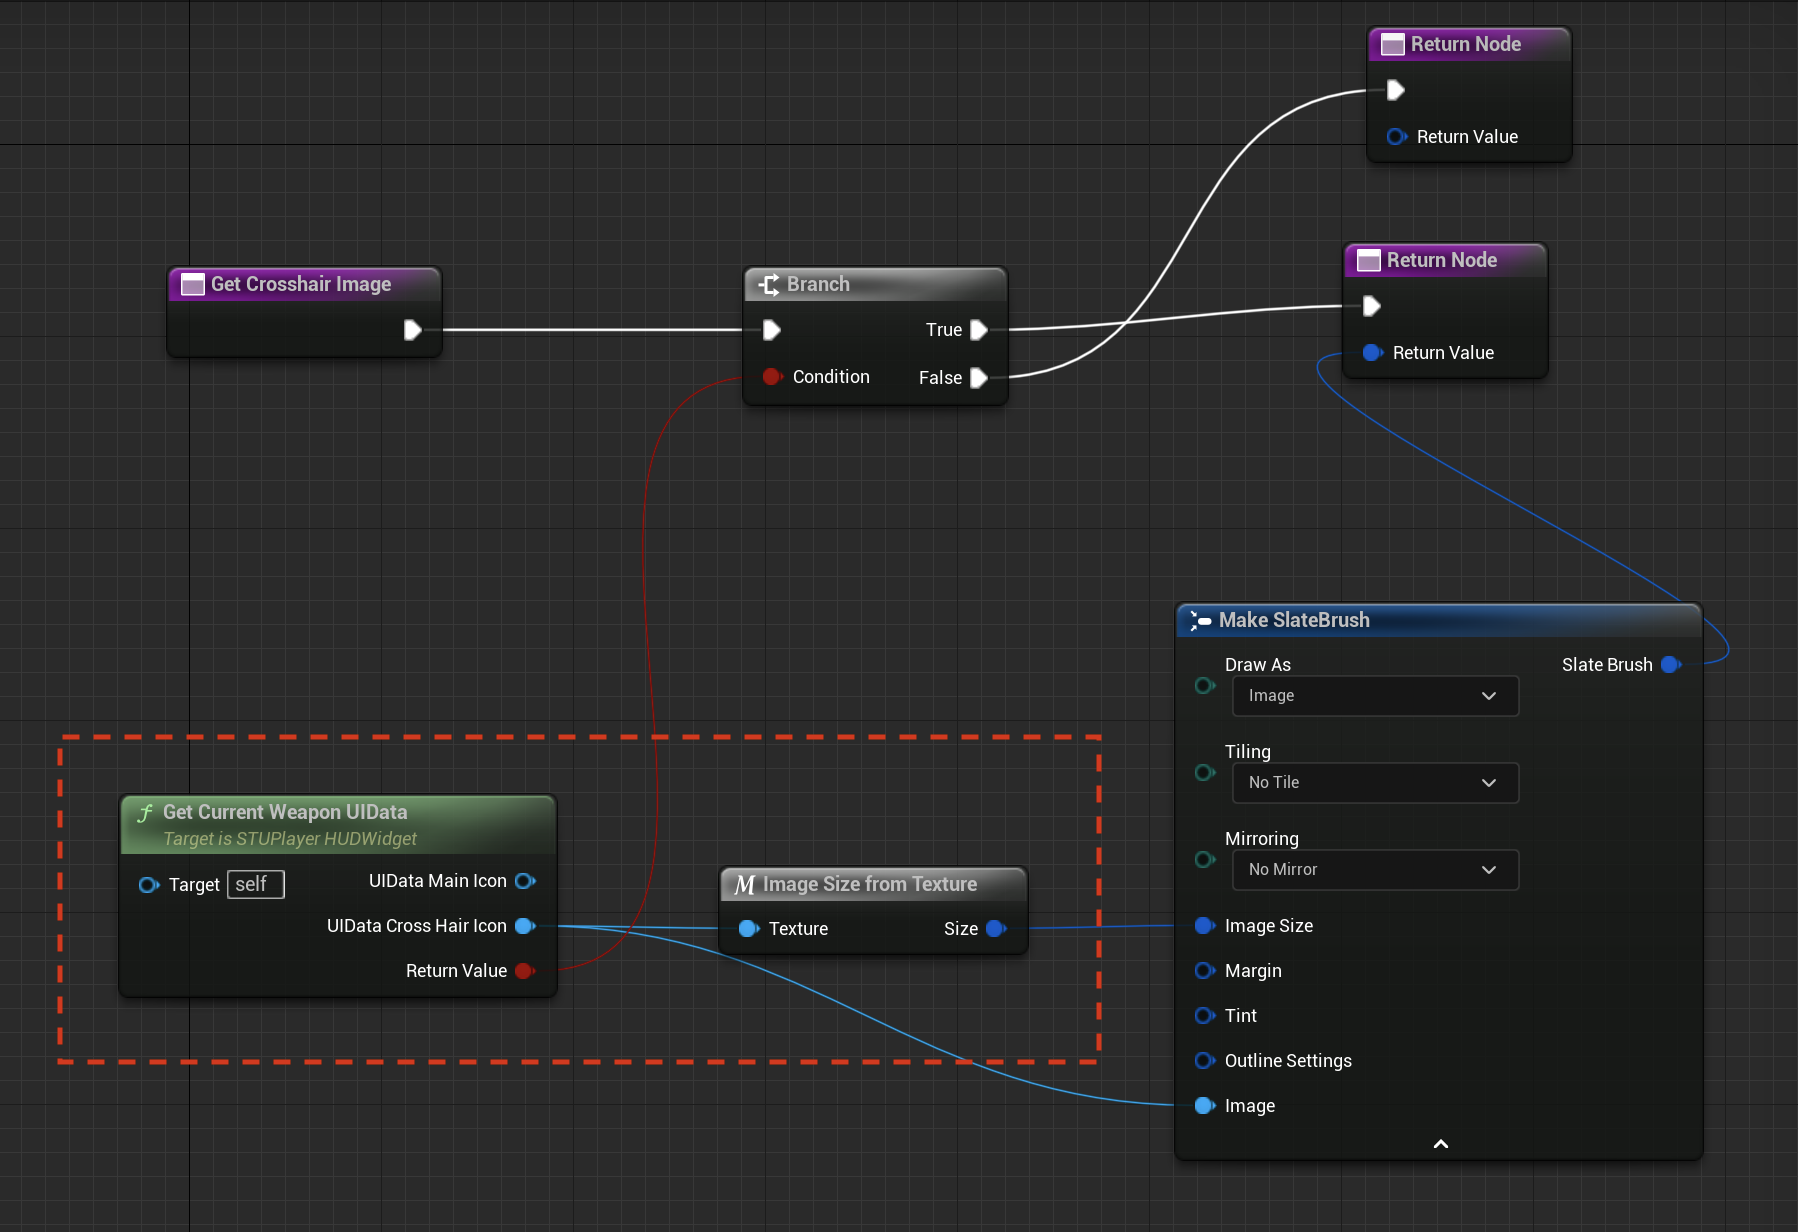 Return Node
Return Value
Get Crosshair Image
Branch
True
Condition
False
Return Node
Return Value
Make SlateBrush
Draw As
Slate Brush
Image
Tiling
No Tile
Mirroring
No Mirror
Image Size
Margin
Tint
Outline Settings
Image
f Get Current Weapon UIData
Target is STUPlayer HUDWidget
Target self
UIData Main Icon
UIData Cross Hair Icon
Return Value
M Image Size from Texture
Texture Size